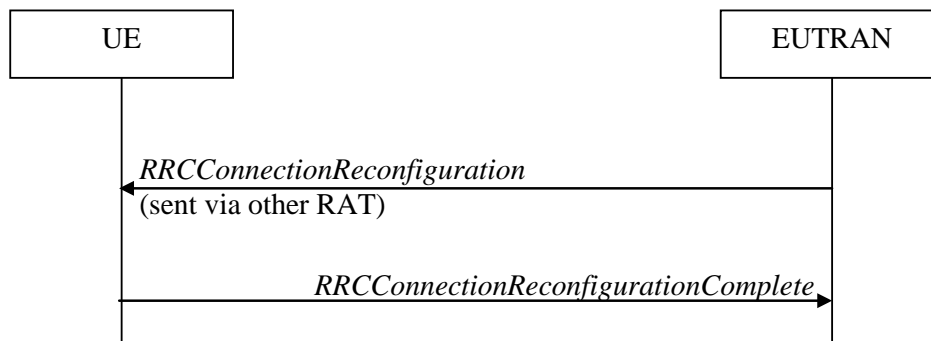 UE
EUTRAN
RRCConnectionReconfiguration
(sent via other RAT)
RRCConnectionReconfigurationComplete